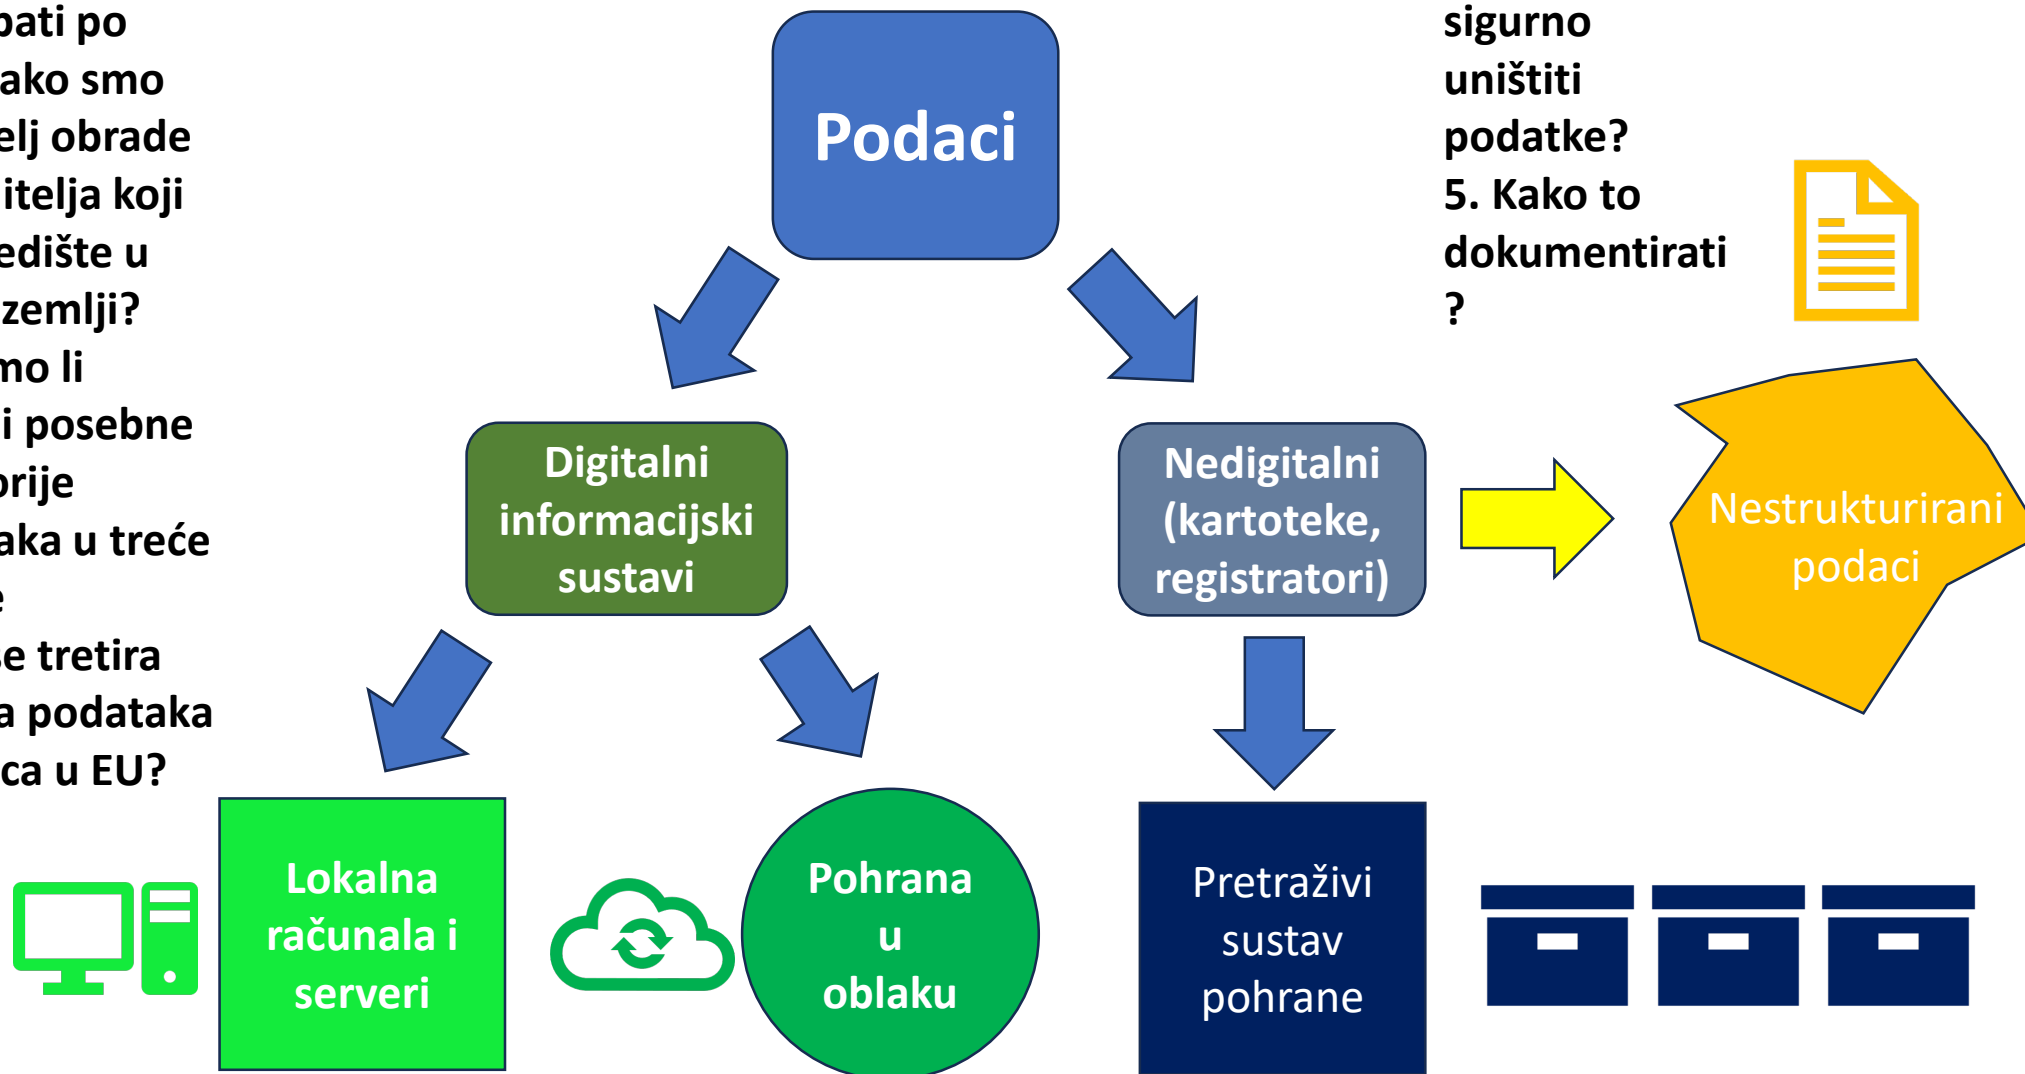 pati po
ako smo
elj obrade
itelja koji
edište u
zemlji?
mo li
i posebne
orije
aka u treće
e
se tretira
a podataka
ca u EU?
Podaci
sigurno
uništiti
podatke?
5. Kako to
dokumentirati
?
Digitalni
informacijski
sustavi
Nedigitalni
(kartoteke,
registratori)
Nestrukturirani
podaci
Lokalna
računala i
serveri
Pohrana
u
oblaku
Pretraživi
sustav
pohrane